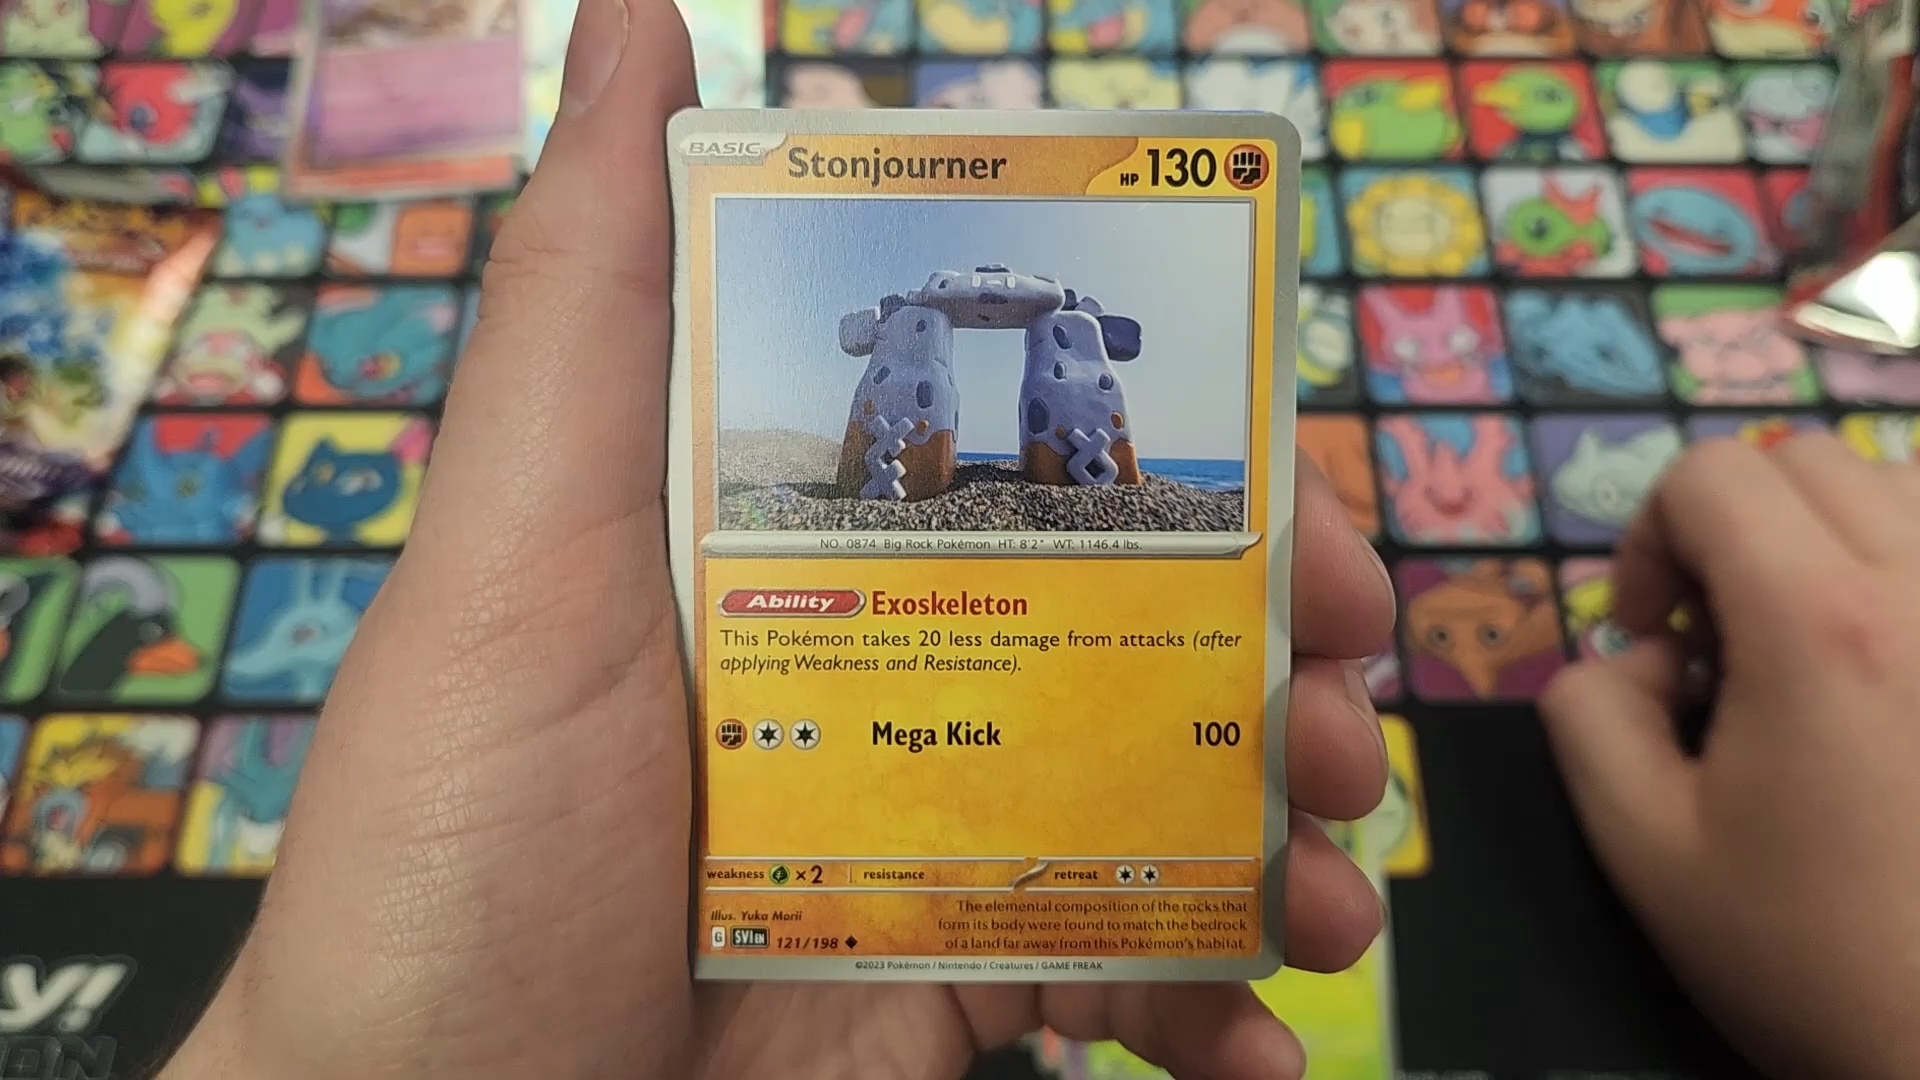 BASIC
Stonjourner
HP 130
NO. 0874 Big Rock Pokémon HT: 8'2" WT: 1146.4 lbs.
Ability Exoskeleton
This Pokémon takes 20 less damage from attacks (after
applying Weakness and Resistance).
Mega Kick 100
weakness ×2 resistance retreat
Illus. Yuka Morii
The elemental composition of the rocks that
form its body were found to match the bedrock
of a land far away from this Pokémon's habitat.
G SVI EN 121/198
©2023 Pokémon / Nintendo / Creatures / GAME FREAK
y!